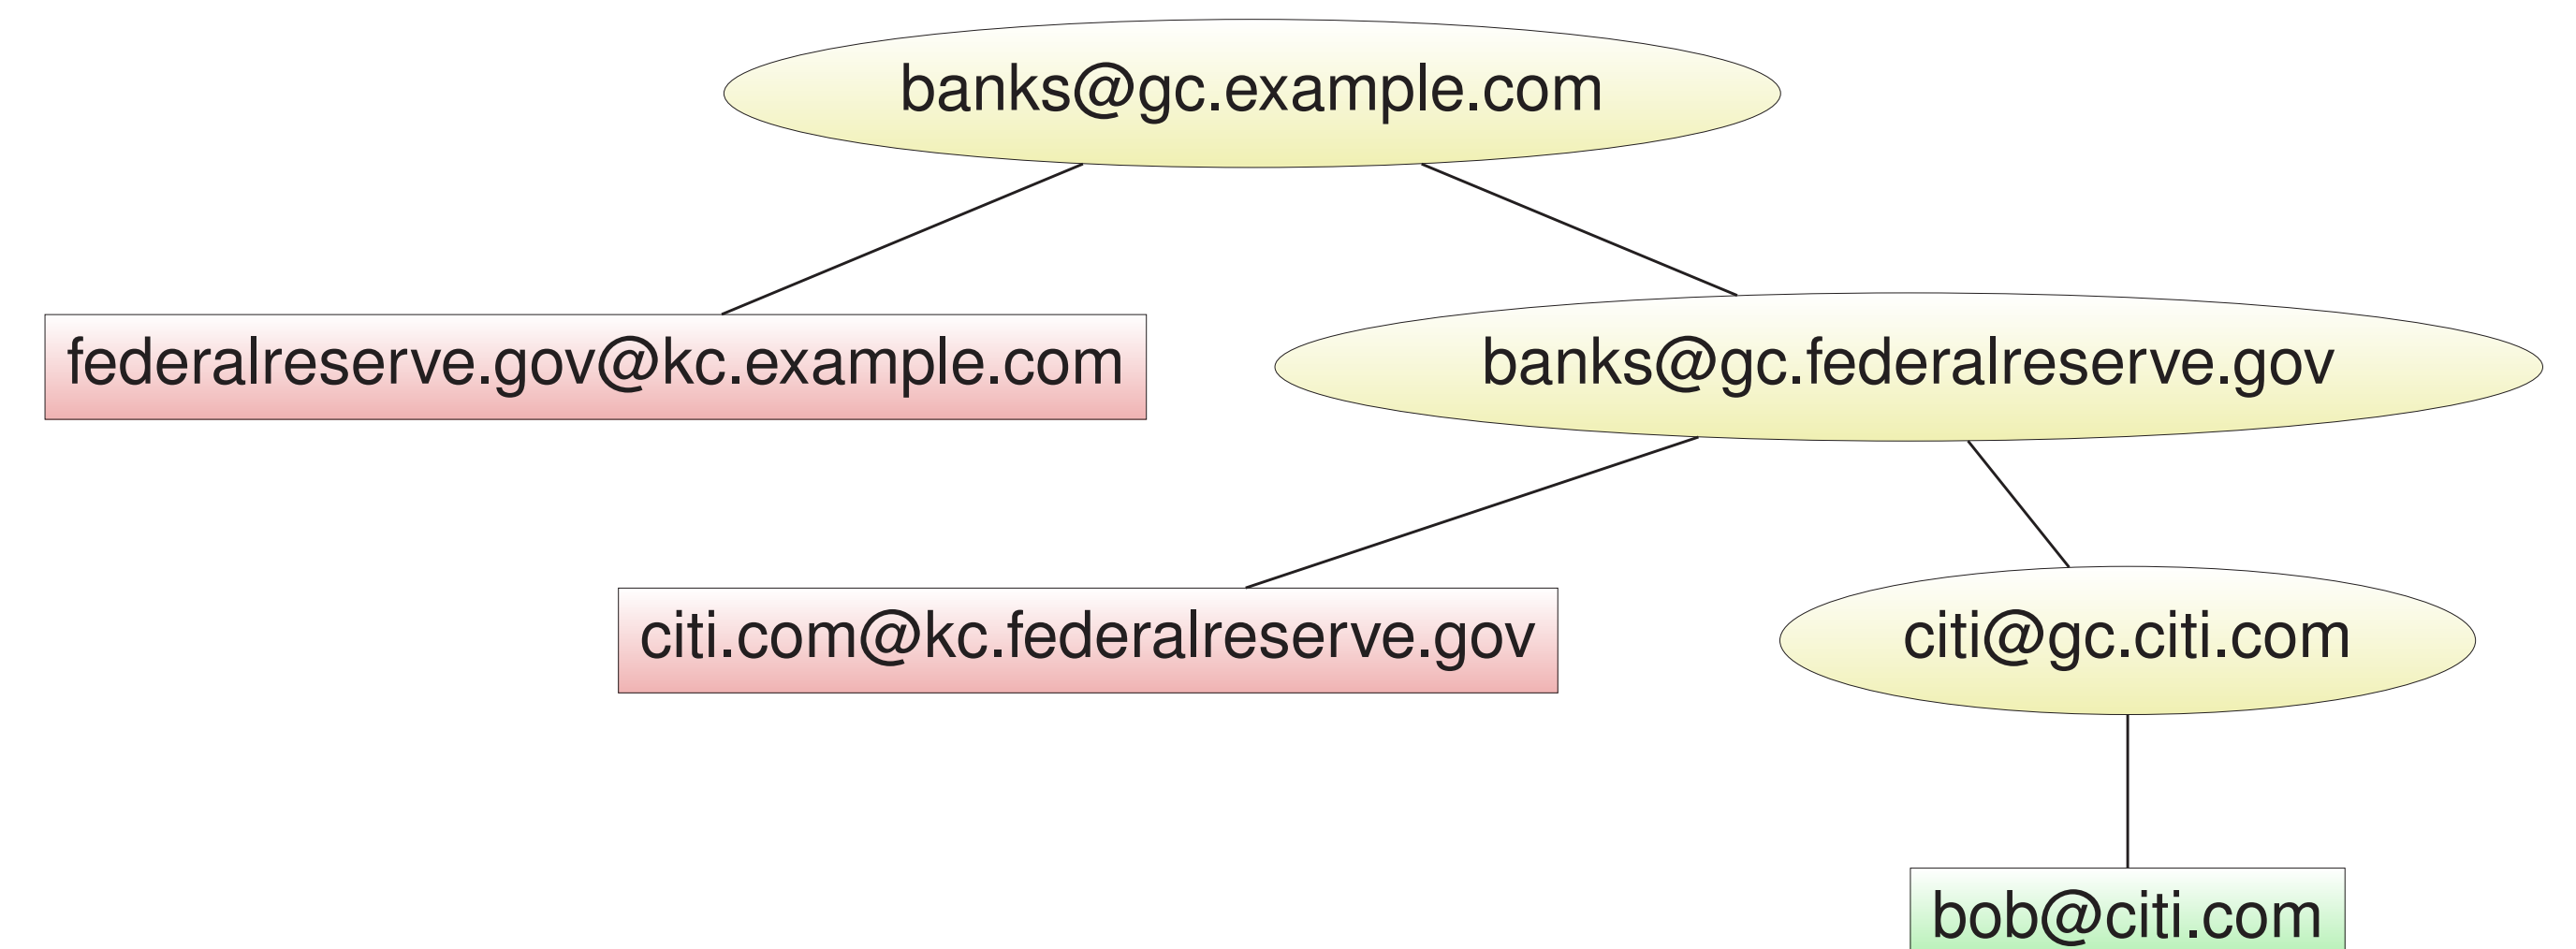 banks@gc.example.com
federalreserve.gov@kc.example.com
banks@gc.federalreserve.gov
citi.com@kc.federalreserve.gov
citi@gc.citi.com
bob@citi.com